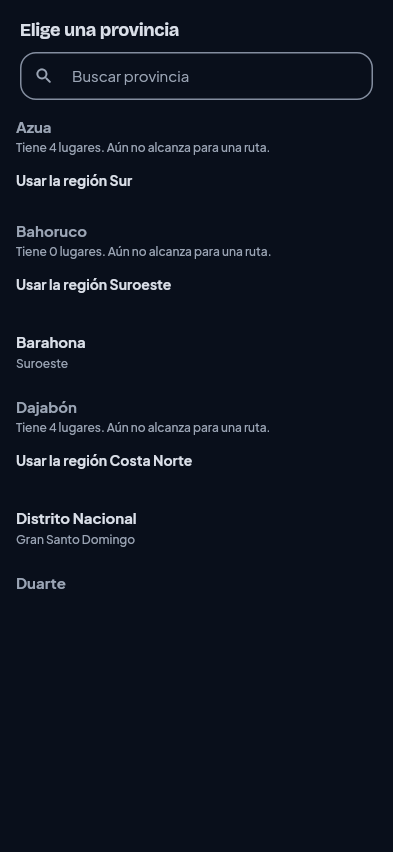 Elige una provincia
Buscar provincia
Azua
Tiene 4 lugares. Aún no alcanza para una ruta.
Usar la región Sur
Bahoruco
Tiene 0 lugares. Aún no alcanza para una ruta.
Usar la región Suroeste
Barahona
Suroeste
Dajabón
Tiene 4 lugares. Aún no alcanza para una ruta.
Usar la región Costa Norte
Distrito Nacional
Gran Santo Domingo
Duarte